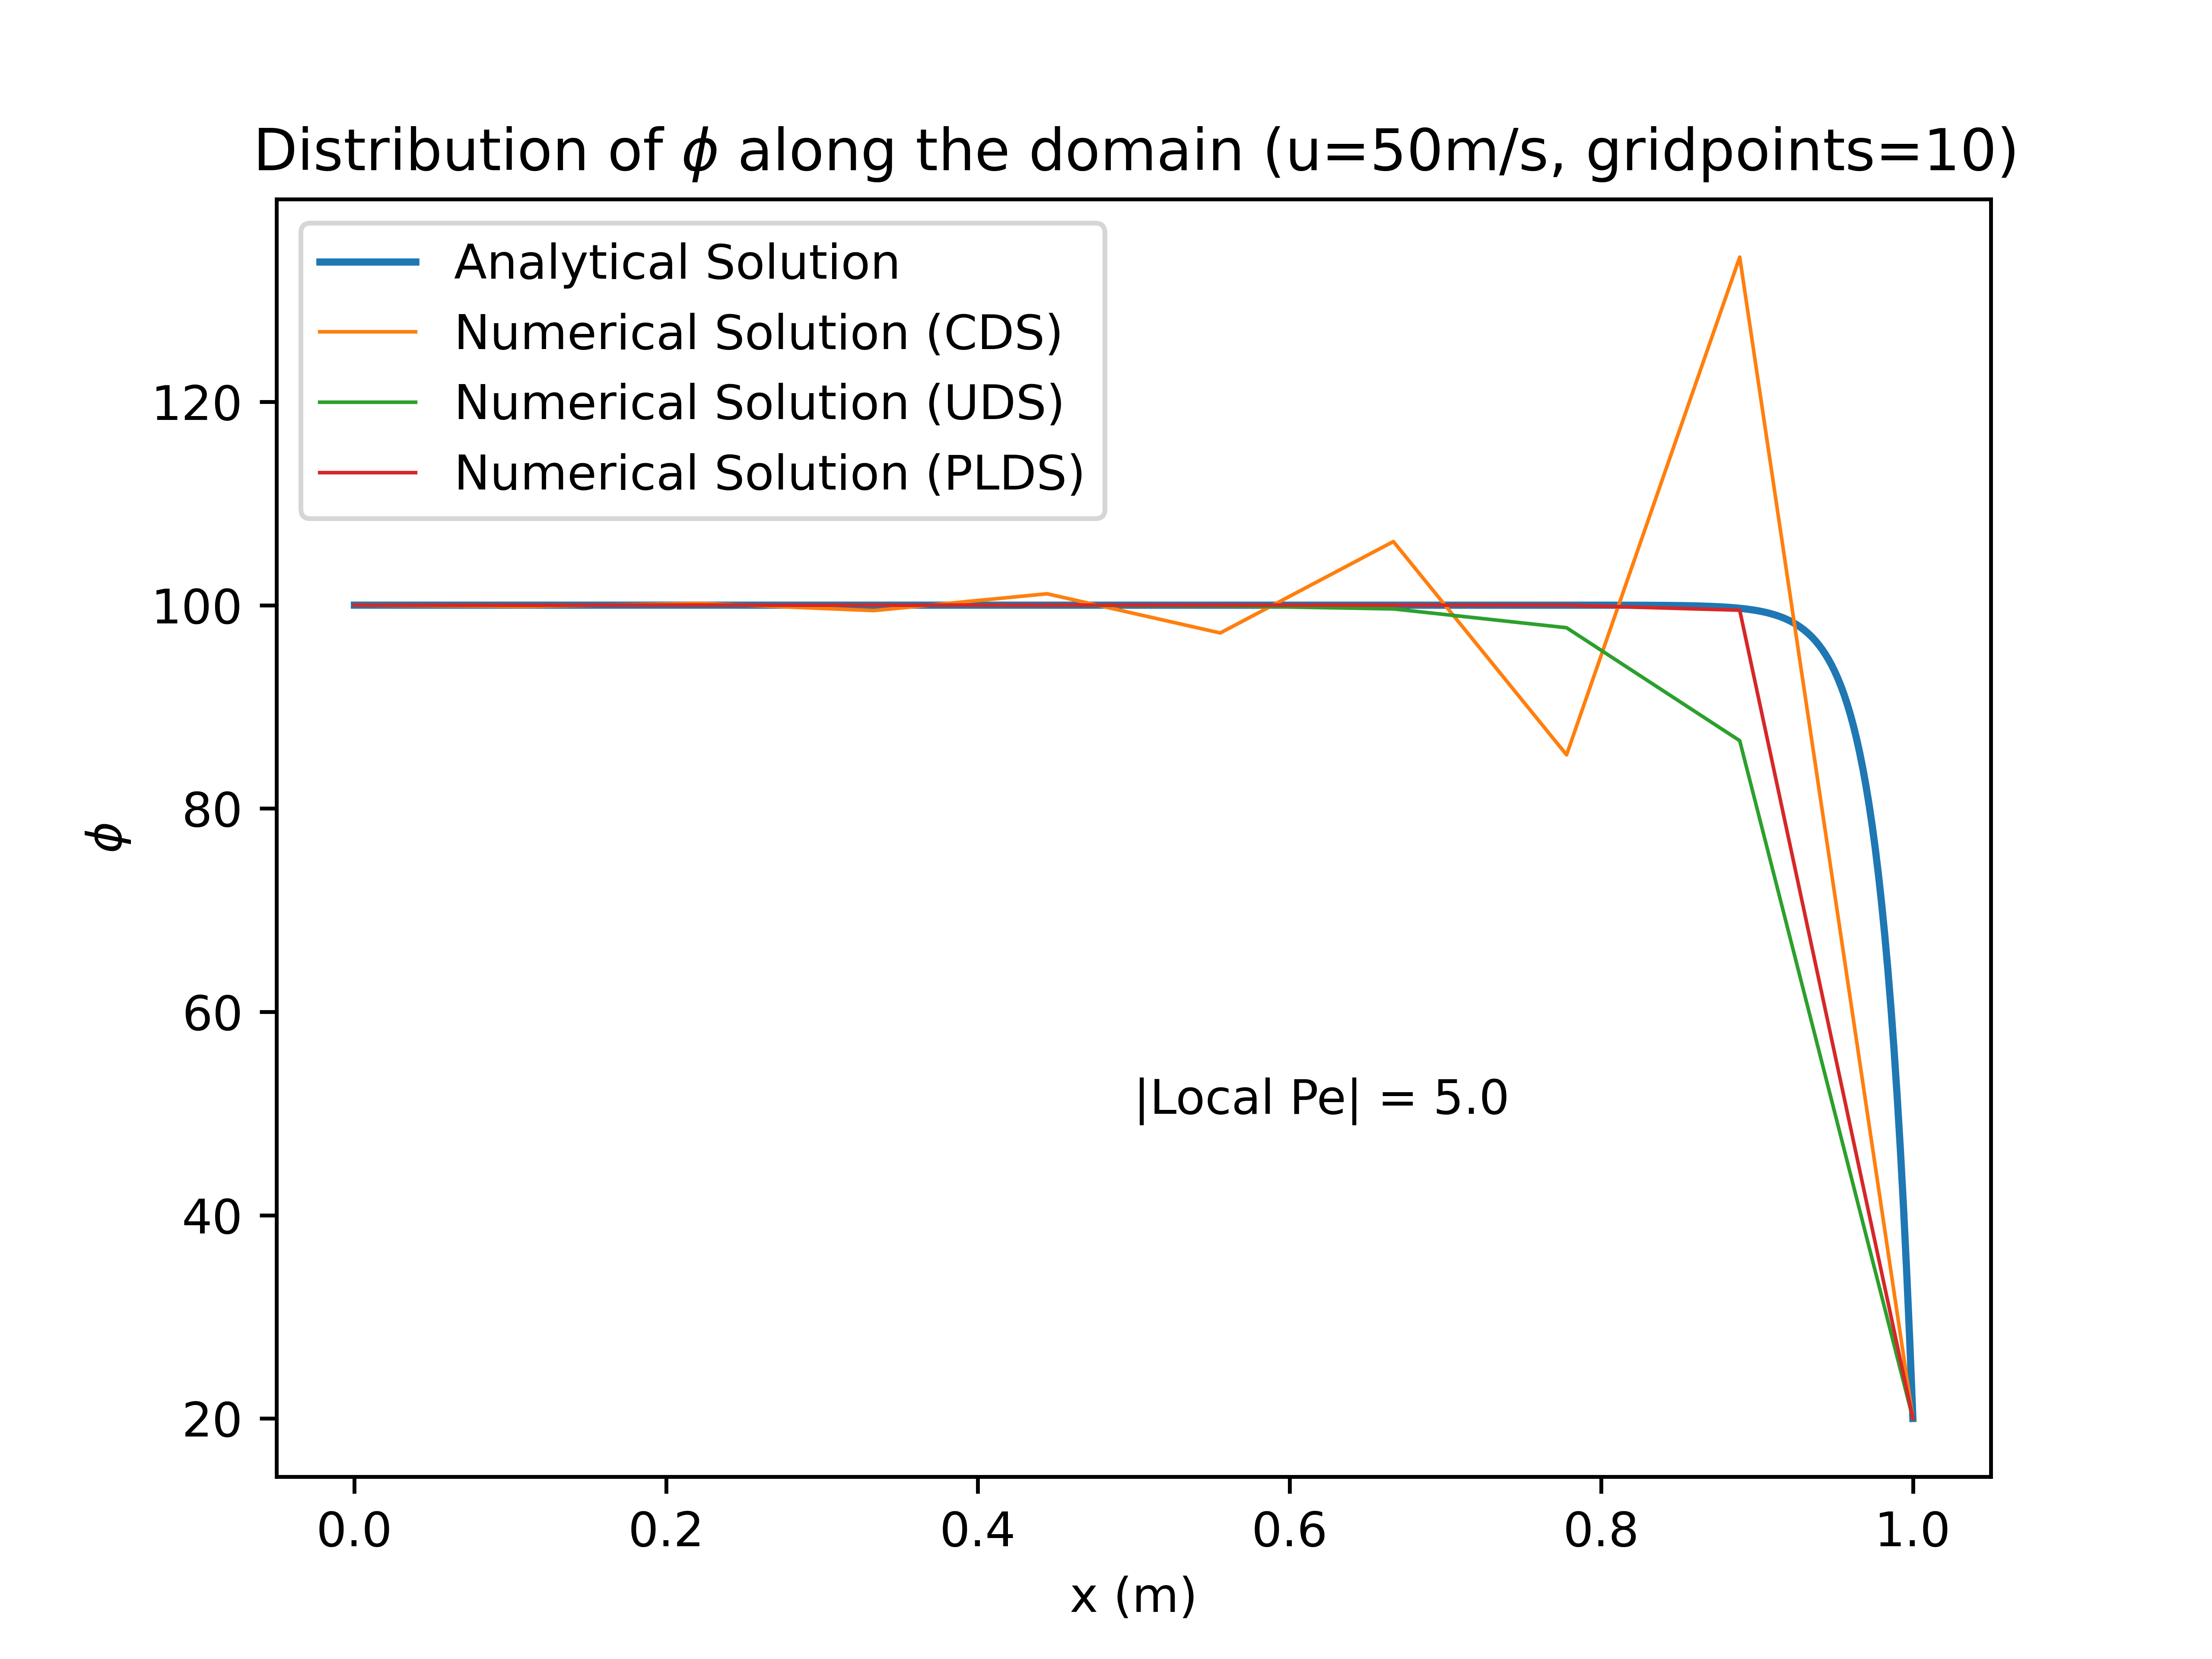 Distribution of ϕ along the domain (u=50m/s, gridpoints=10)
Analytical Solution
Numerical Solution (CDS)
Numerical Solution (UDS)
Numerical Solution (PLDS)
120
100
80
60
40
20
ϕ
|Local Pe| = 5.0
0.0 0.2 0.4 0.6 0.8 1.0
x (m)